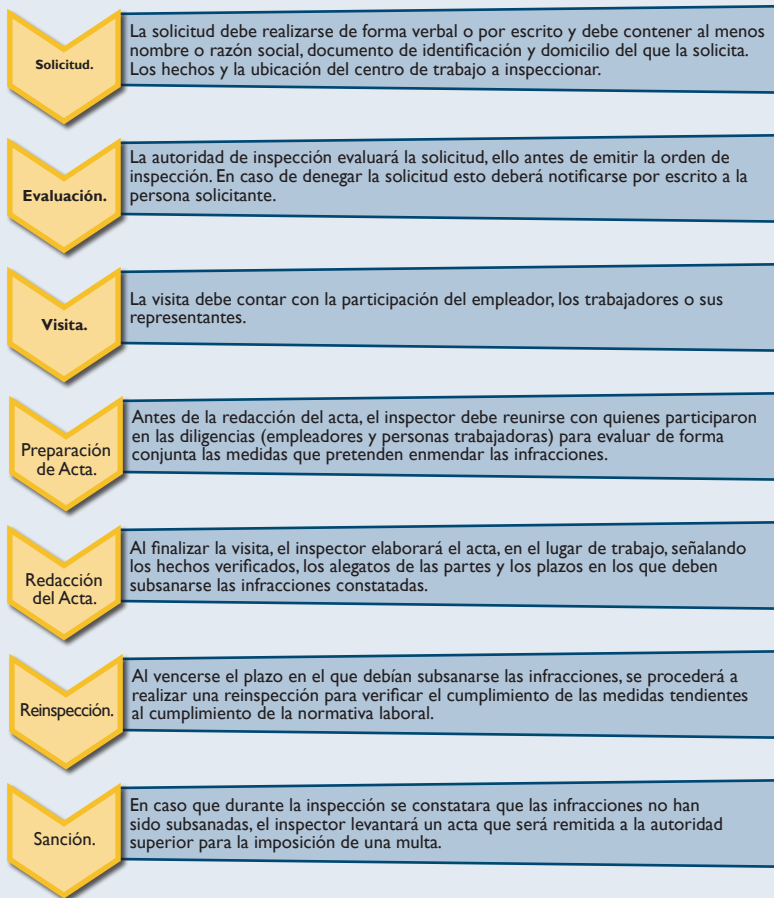 Solicitud.
La solicitud debe realizarse de forma verbal o por escrito y debe contener al menos
nombre o razón social, documento de identificación y domicilio del que la solicita.
Los hechos y la ubicación del centro de trabajo a inspeccionar.
Evaluación.
La autoridad de inspección evaluará la solicitud, ello antes de emitir la orden de
inspección. En caso de denegar la solicitud esto deberá notificarse por escrito a la
persona solicitante.
Visita.
La visita debe contar con la participación del empleador, los trabajadores o sus
representantes.
Preparación
de Acta.
Antes de la redacción del acta, el inspector debe reunirse con quienes participaron
en las diligencias (empleadores y personas trabajadoras) para evaluar de forma
conjunta las medidas que pretenden enmendar las infracciones.
Redacción
del Acta.
Al finalizar la visita, el inspector elaborará el acta, en el lugar de trabajo, señalando
los hechos verificados, los alegatos de las partes y los plazos en los que deben
subsanarse las infracciones constatadas.
Reinspección.
Al vencerse el plazo en el que debían subsanarse las infracciones, se procederá a
realizar una reinspección para verificar el cumplimiento de las medidas tendientes
al cumplimiento de la normativa laboral.
Sanción.
En caso que durante la inspección se constatara que las infracciones no han
sido subsanadas, el inspector levantará un acta que será remitida a la autoridad
superior para la imposición de una multa.